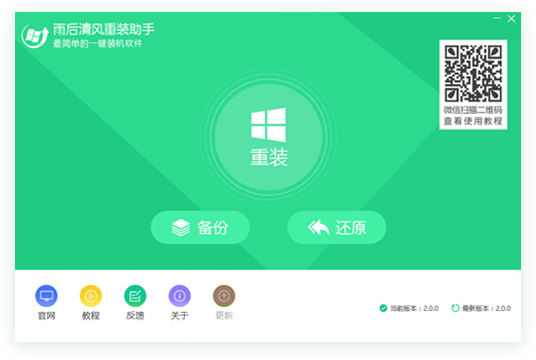 雨后清风重装助手
最简单的一键装机软件
微信扫描二维码
查看使用教程
重装
备份
还原
官网
教程
反馈
关于
更新
当前版本：2.0.0
最新版本：2.0.0